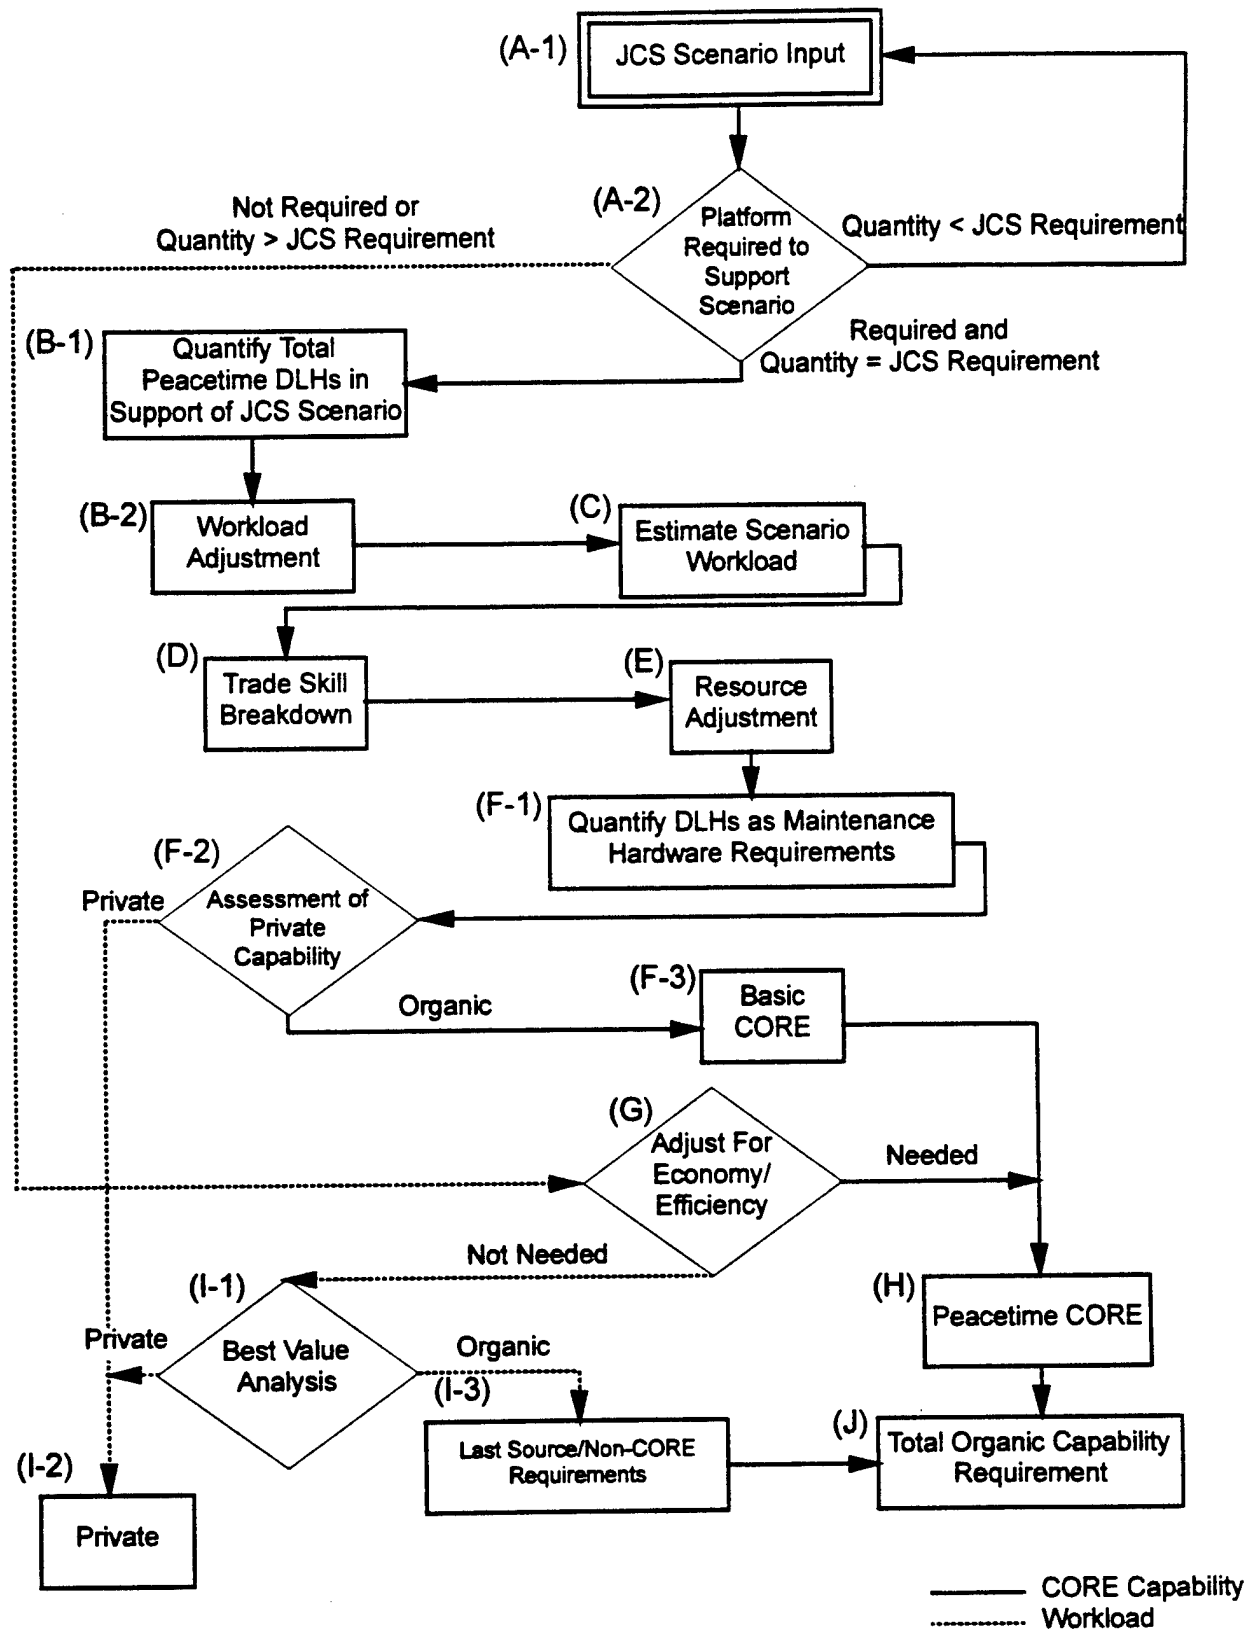 (A-1)
JCS Scenario Input
(A-2)
Platform
Required to
Support
Scenario
Not Required or
Quantity > JCS Requirement
Quantity < JCS Requirement
Required and
Quantity = JCS Requirement
(B-1)
Quantify Total
Peacetime DLHs in
Support of JCS Scenario
(B-2)
Workload
Adjustment
(C)
Estimate Scenario
Workload
(D)
Trade Skill
Breakdown
(E)
Resource
Adjustment
(F-1)
Quantify DLHs as Maintenance
Hardware Requirements
(F-2)
Private
Assessment of
Private
Capability
Organic
(F-3)
Basic
CORE
(G)
Adjust For
Economy/
Efficiency
Needed
Not Needed
(H)
Peacetime CORE
(I-1)
Private
Best Value
Analysis
Organic
(I-3)
Last Source/Non-CORE
Requirements
(J)
Total Organic Capability
Requirement
(I-2)
Private
CORE Capability
Workload